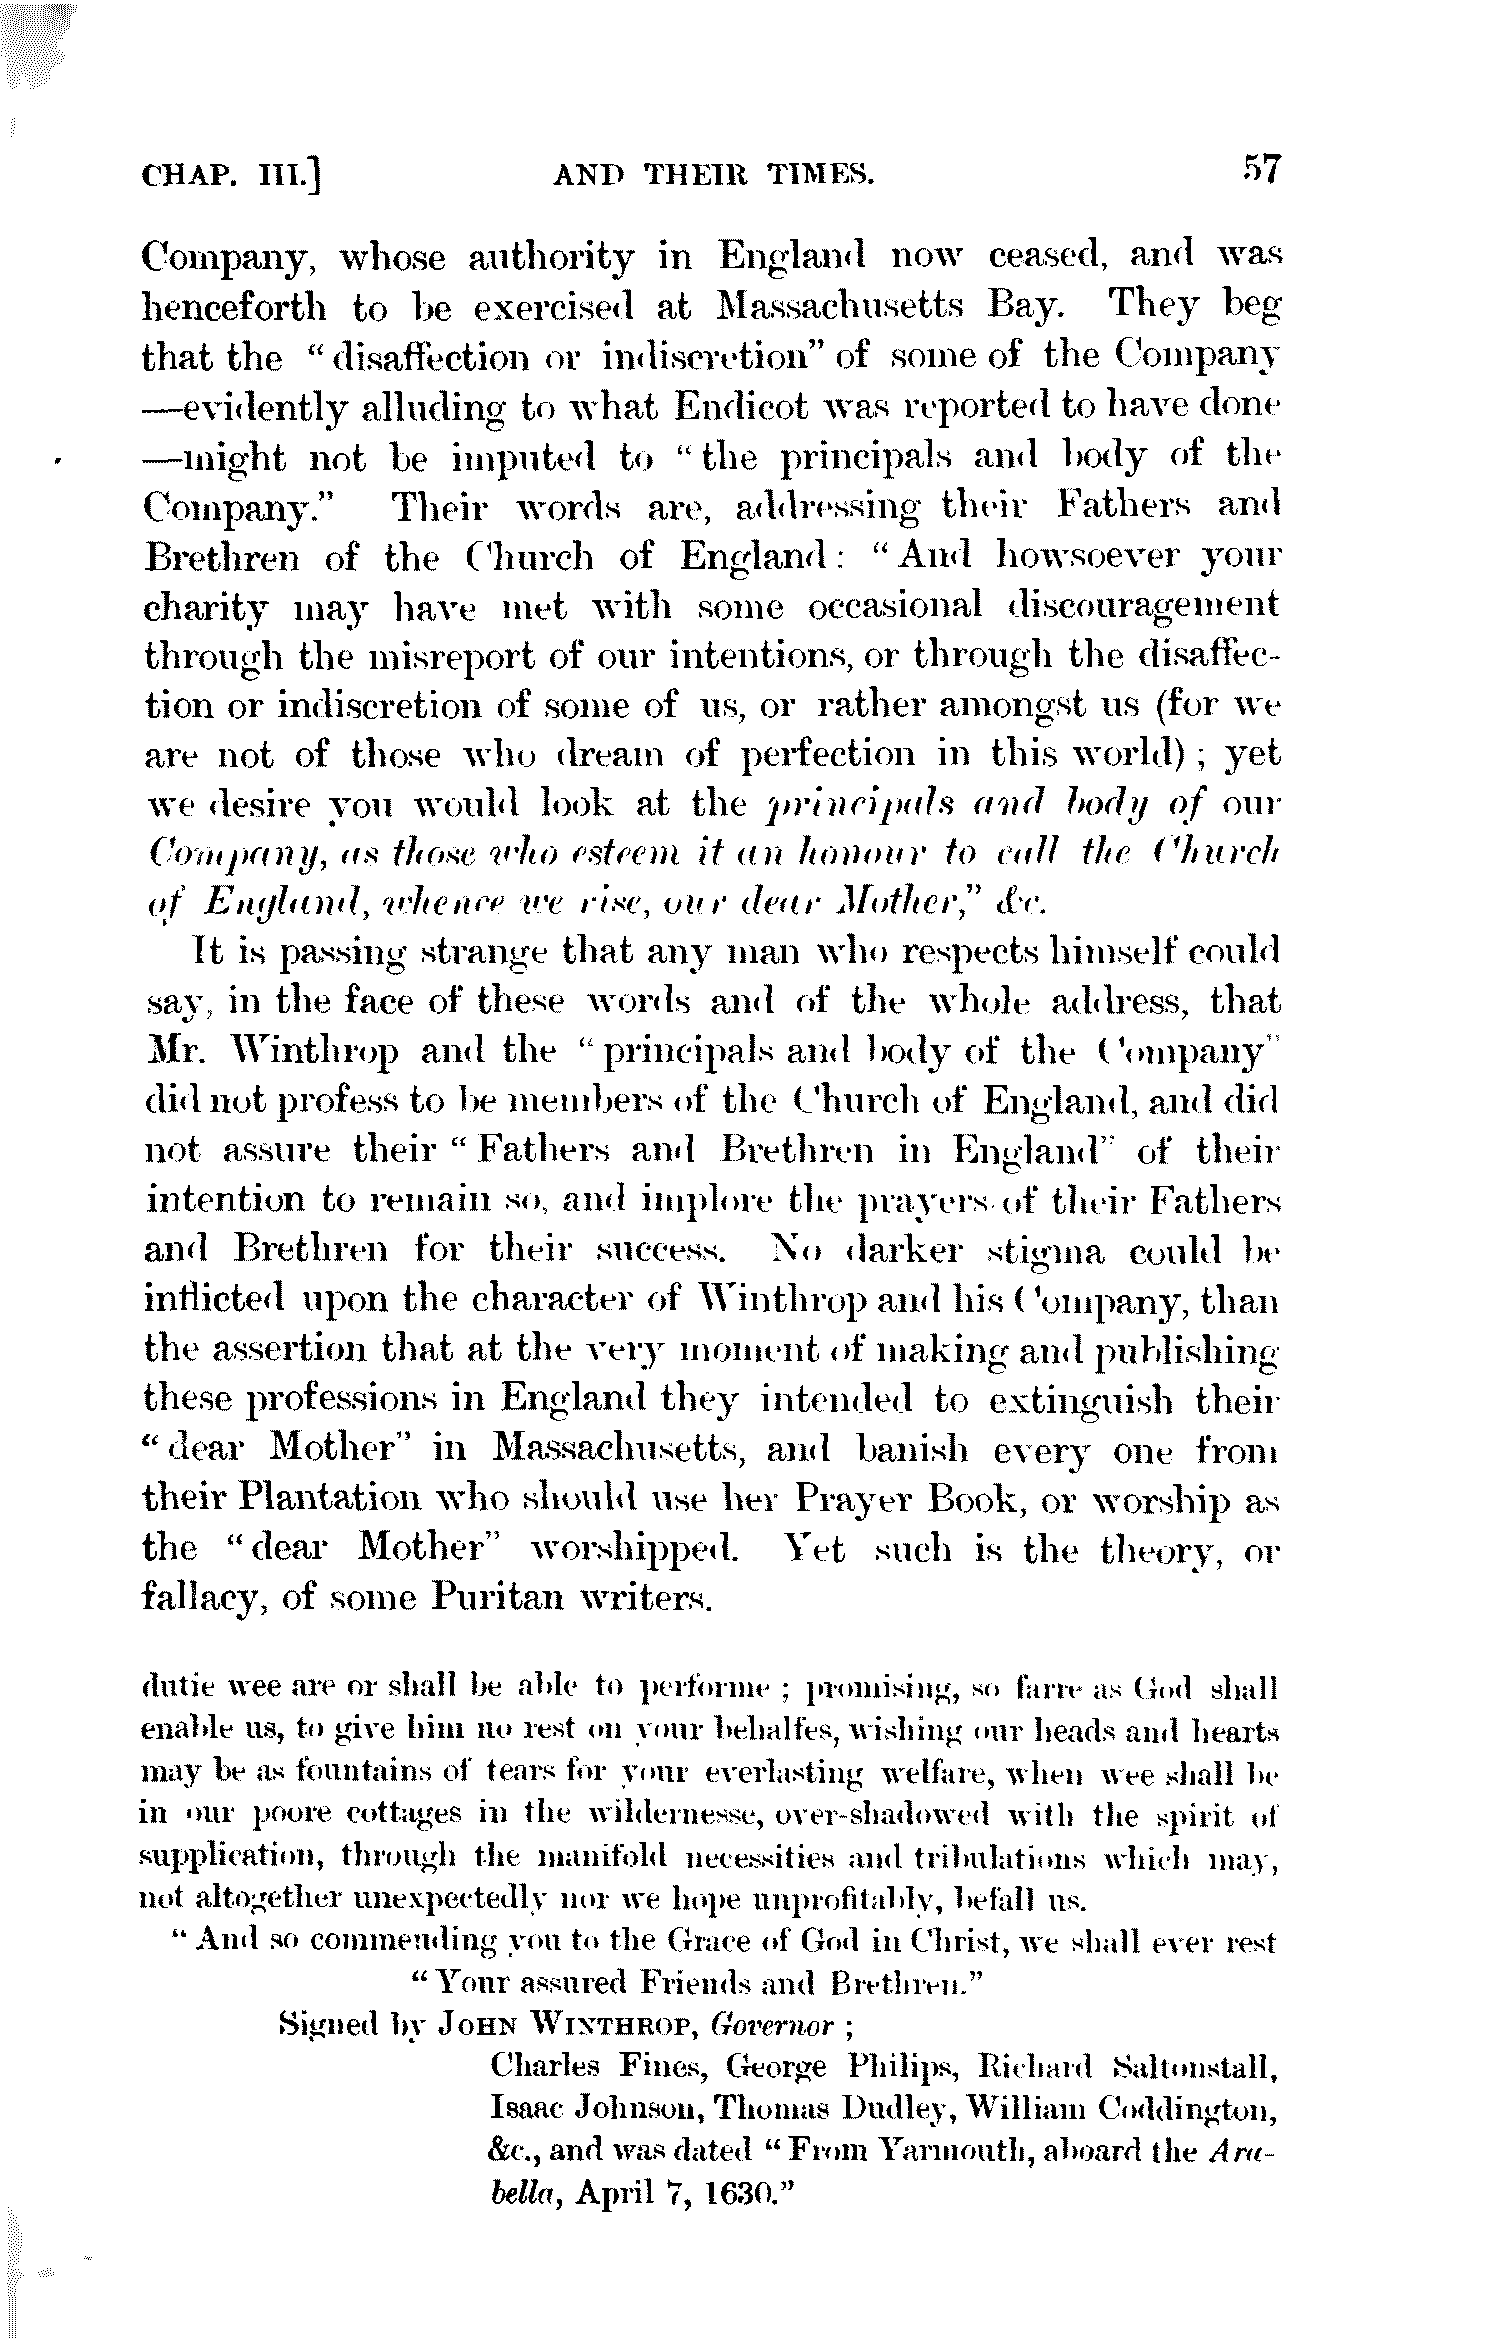 CHAP. III.] AND THEIR TIMES. 57
Company, whose authority in England now ceased, and was
henceforth to be exercised at Massachusetts Bay. They beg
that the "disaffection or indiscretion" of some of the Company
—evidently alluding to what Endicot was reported to have done
—might not be imputed to "the principals and body of the
Company." Their words are, addressing their Fathers and
Brethren of the Church of England: "And howsoever your
charity may have met with some occasional discouragement
through the misreport of our intentions, or through the disaffec-
tion or indiscretion of some of us, or rather amongst us (for we
are not of those who dream of perfection in this world); yet
we desire you would look at the principals and body of our
Company, as those who esteem it an honour to call the Church
of England, whence we rise, our dear Mother," &c.
It is passing strange that any man who respects himself could
say, in the face of these words and of the whole address, that
Mr. Winthrop and the "principals and body of the Company"
did not profess to be members of the Church of England, and did
not assure their "Fathers and Brethren in England" of their
intention to remain so, and implore the prayers of their Fathers
and Brethren for their success. No darker stigma could be
inflicted upon the character of Winthrop and his Company, than
the assertion that at the very moment of making and publishing
these professions in England they intended to extinguish their
"dear Mother" in Massachusetts, and banish every one from
their Plantation who should use her Prayer Book, or worship as
the "dear Mother" worshipped. Yet such is the theory, or
fallacy, of some Puritan writers.
dutie wee are or shall be able to performe; promising, so farre as God shall
enable us, to give him no rest on your behalfes, wishing our heads and hearts
may be as fountains of tears for your everlasting welfare, when wee shall be
in our poore cottages in the wildernesse, over-shadowed with the spirit of
supplication, through the manifold necessities and tribulations which may,
not altogether unexpectedly nor we hope unprofitably, befall us.
"And so commending you to the Grace of God in Christ, we shall ever rest
"Your assured Friends and Brethren."
Signed by JOHN WINTHROP, Governor;
Charles Fines, George Philips, Richard Saltonstall,
Isaac Johnson, Thomas Dudley, William Coddington,
&c., and was dated "From Yarmouth, aboard the Ara-
bella, April 7, 1630."